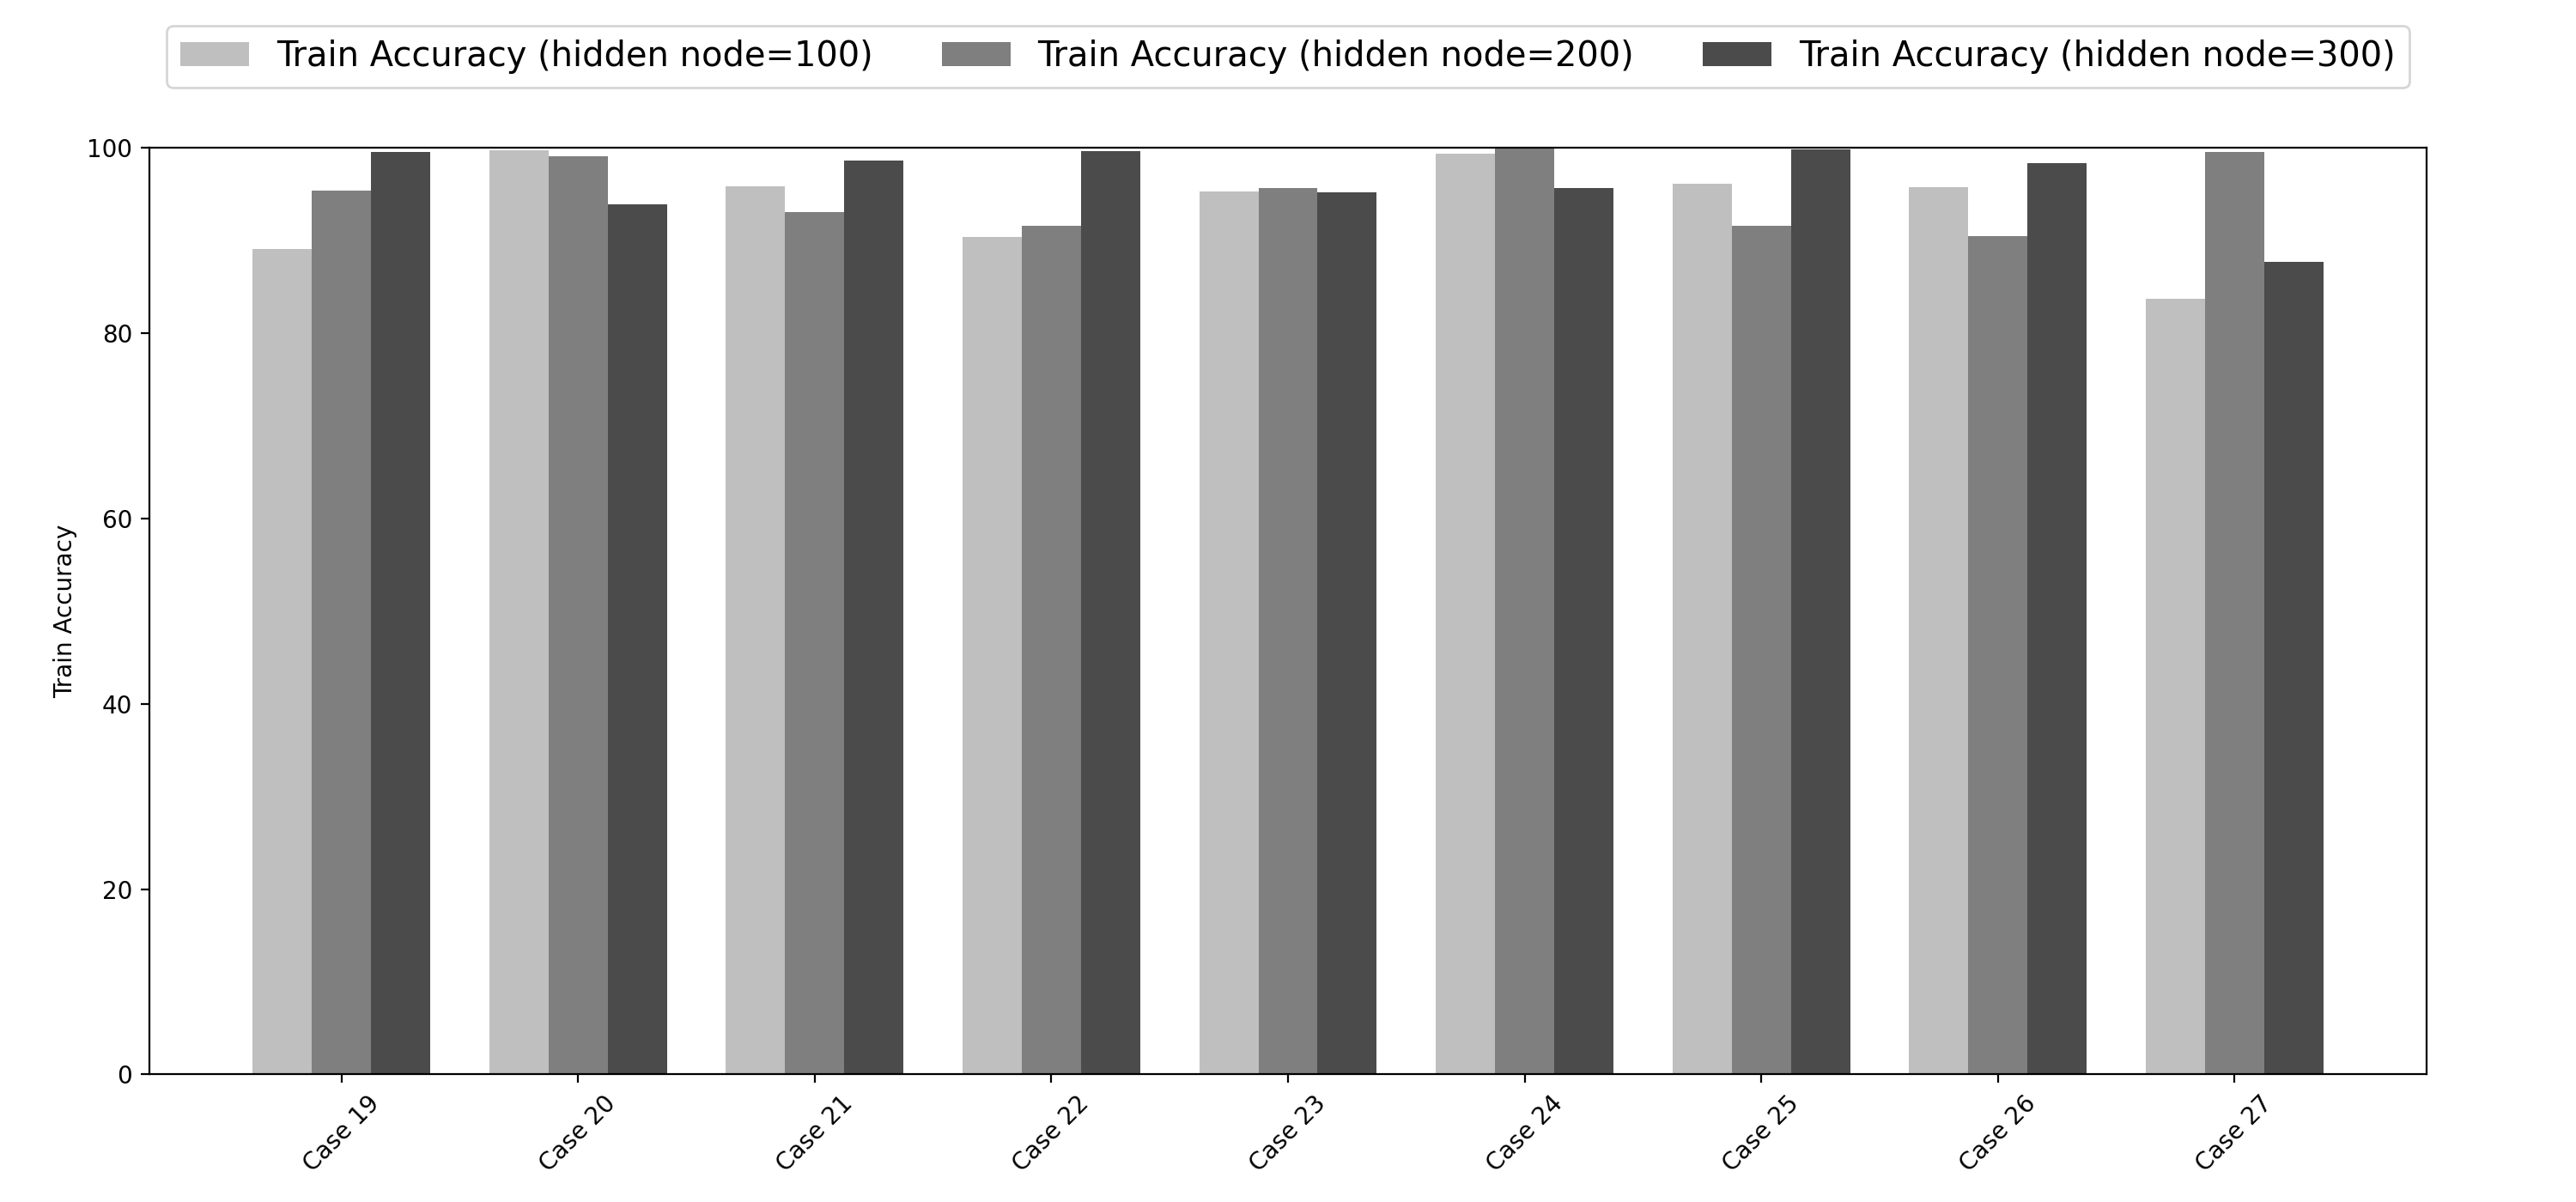 Train Accuracy (hidden node=100) Train Accuracy (hidden node=200) Train Accuracy (hidden node=300)
100
80
60
40
20
0
Train Accuracy
Case 19 Case 20 Case 21 Case 22 Case 23 Case 24 Case 25 Case 26 Case 27